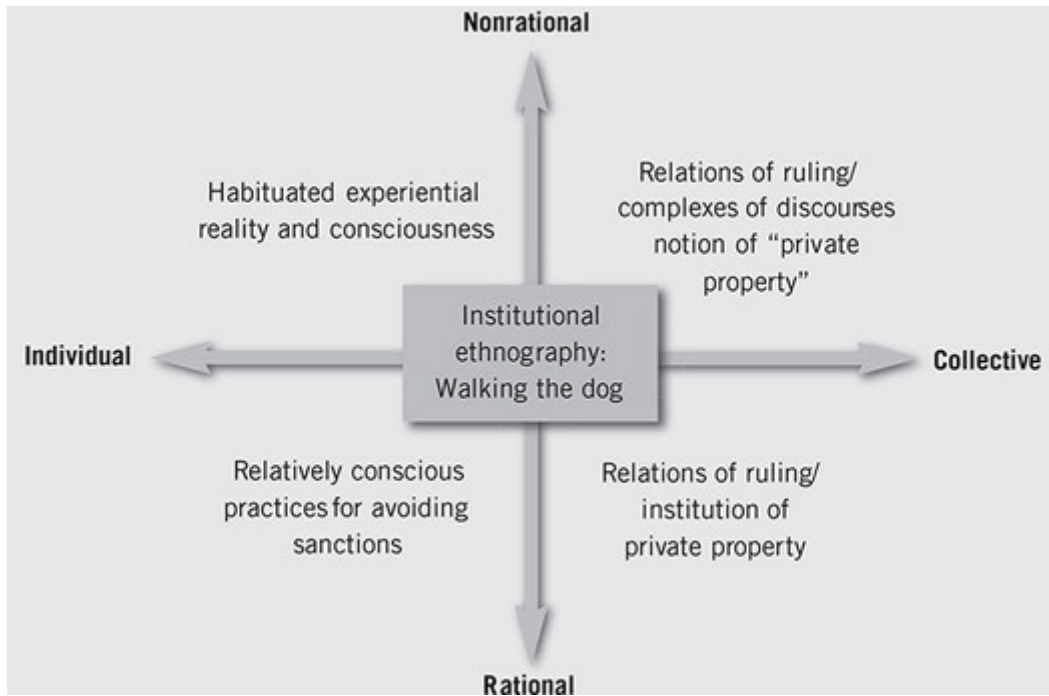 Nonrational
Habituated experiential
reality and consciousness
Relations of ruling/
complexes of discourses
notion of “private
property”
Individual
Institutional
ethnography:
Walking the dog
Collective
Relatively conscious
practices for avoiding
sanctions
Relations of ruling/
institution of
private property
Rational